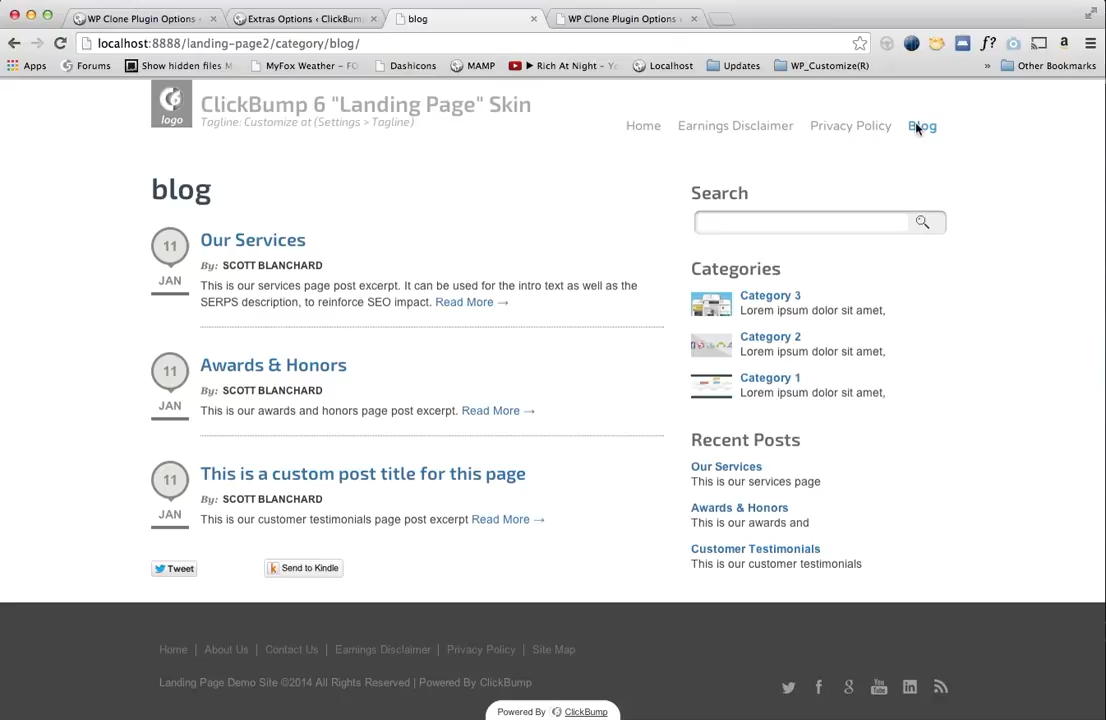 WP Clone Plugin Options
Extras Options ‹ ClickBum
blog
WP Clone Plugin Options
localhost:8888/landing-page2/category/blog/
f?
a
Apps
Forums
Show hidden files M
MyFox Weather – FO
Dashicons
MAMP
Rich At Night – Y
Localhost
Updates
WP_Customize(R)
»
Other Bookmarks
logo
ClickBump 6 "Landing Page" Skin
Tagline: Customize at (Settings > Tagline)
Home
Earnings Disclaimer
Privacy Policy
Blog
blog
11
JAN
Our Services
By: SCOTT BLANCHARD
This is our services page post excerpt. It can be used for the intro text as well as the
SERPS description, to reinforce SEO impact. Read More →
11
JAN
Awards & Honors
By: SCOTT BLANCHARD
This is our awards and honors page post excerpt. Read More →
11
JAN
This is a custom post title for this page
By: SCOTT BLANCHARD
This is our customer testimonials page post excerpt Read More →
Tweet
k Send to Kindle
Search
Categories
Category 3
Lorem ipsum dolor sit amet,
Category 2
Lorem ipsum dolor sit amet,
Category 1
Lorem ipsum dolor sit amet,
Recent Posts
Our Services
This is our services page
Awards & Honors
This is our awards and
Customer Testimonials
This is our customer testimonials
Home | About Us | Contact Us | Earnings Disclaimer | Privacy Policy | Site Map
Landing Page Demo Site ©2014 All Rights Reserved | Powered By ClickBump
You Tube
Powered By ClickBump